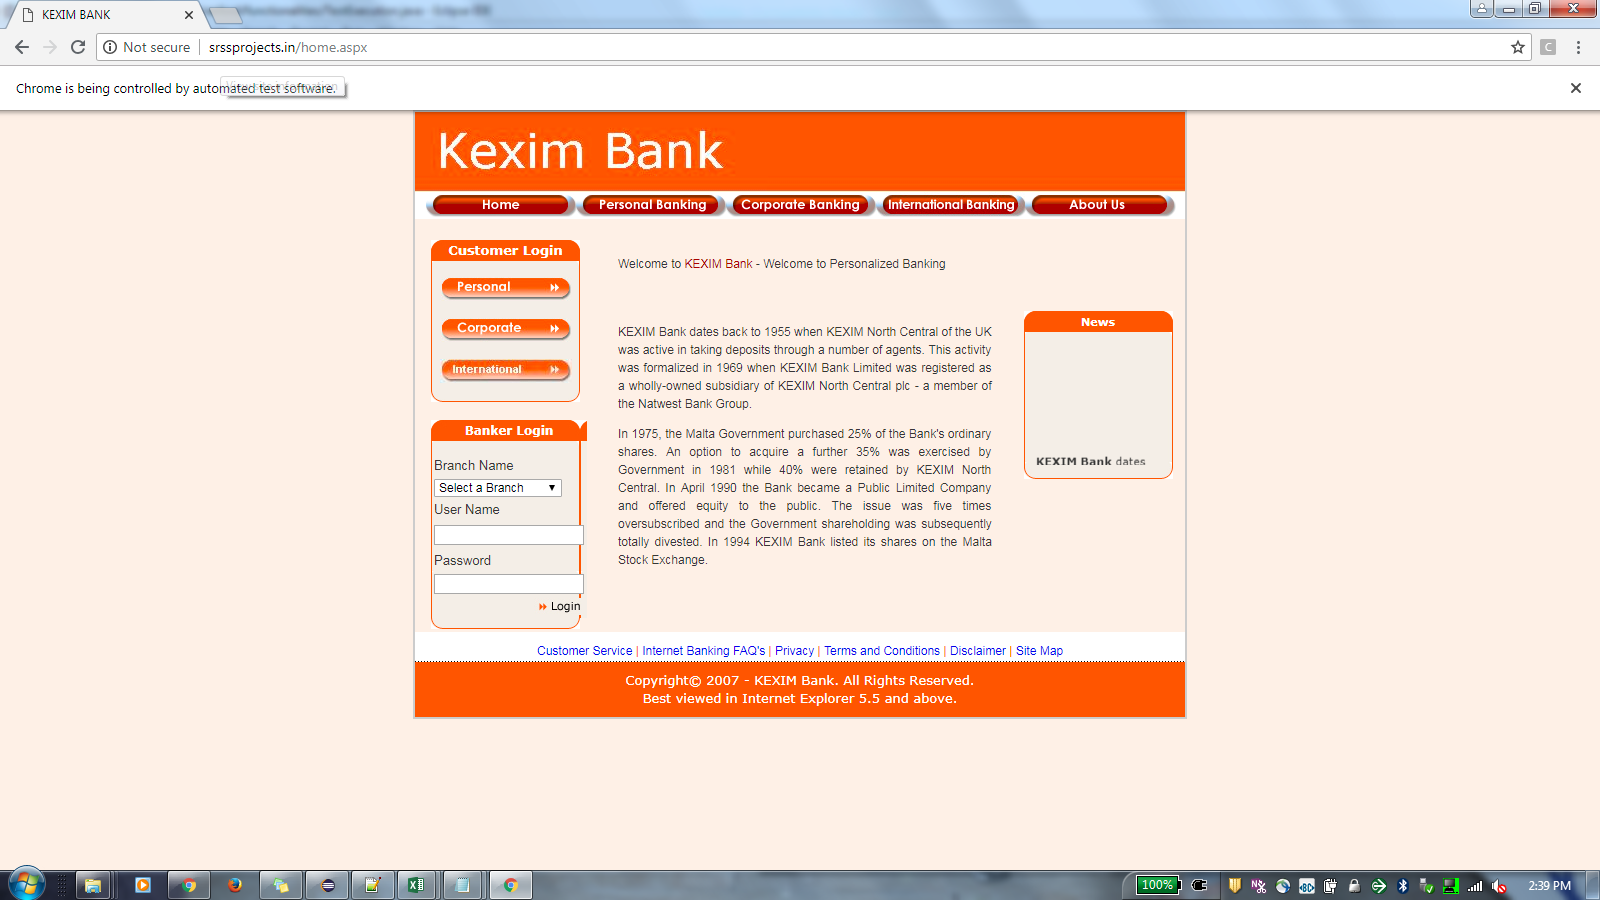 KEXIM BANK
Not secure
srssprojects.in/home.aspx
C
Chrome is being controlled by automated test software.
Kexim Bank
Home
Personal Banking
Corporate Banking
International Banking
About Us
Customer Login
Personal
Corporate
International
Welcome to KEXIM Bank - Welcome to Personalized Banking
KEXIM Bank dates back to 1955 when KEXIM North Central of the UK
was active in taking deposits through a number of agents. This activity
was formalized in 1969 when KEXIM Bank Limited was registered as
a wholly-owned subsidiary of KEXIM North Central plc - a member of
the Natwest Bank Group.
In 1975, the Malta Government purchased 25% of the Bank's ordinary
shares. An option to acquire a further 35% was exercised by
Government in 1981 while 40% were retained by KEXIM North
Central. In April 1990 the Bank became a Public Limited Company
and offered equity to the public. The issue was five times
oversubscribed and the Government shareholding was subsequently
totally divested. In 1994 KEXIM Bank listed its shares on the Malta
Stock Exchange.
News
KEXIM Bank dates
Banker Login
Branch Name
Select a Branch
User Name
Password
Login
Customer Service | Internet Banking FAQ's | Privacy | Terms and Conditions | Disclaimer | Site Map
Copyright© 2007 - KEXIM Bank. All Rights Reserved.
Best viewed in Internet Explorer 5.5 and above.
100%
2:39 PM